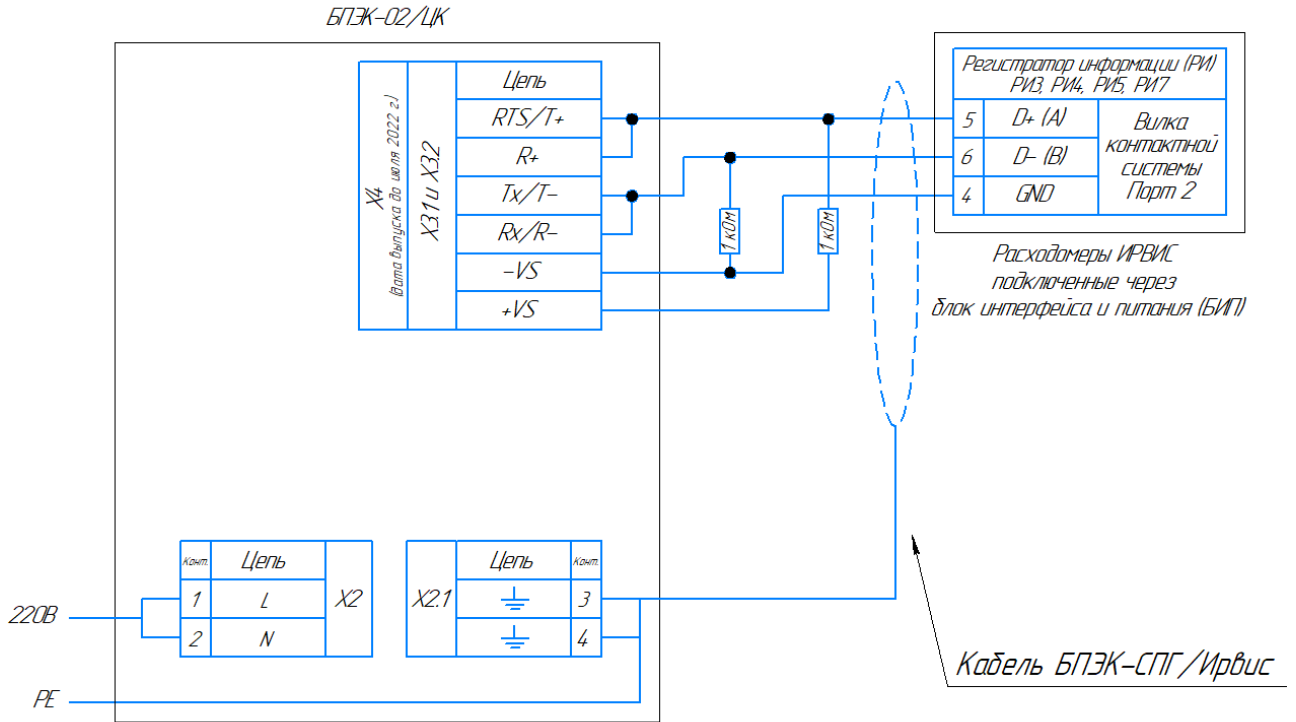 БПЭК-02/ЦК
X4
(дата выпуска до июля 2022 г.)
X3.1 и X3.2
Цепь
RTS/T+
R+
Tx/T-
Rx/R-
-VS
+VS
1 кОм
1 кОм
Регистратор информации (РИ)
РИ3, РИ4, РИ5, РИ7
5 D+ (A)
6 D- (B)
4 GND
Вилка
контактной
системы
Порт 2
Расходомеры ИРВИС
подключенные через
блок интерфейса и питания (БИП)
Конт. Цепь
1 L
2 N
X2
X2.1
Цепь Конт.
3
4
220В
PE
Кабель БПЭК-СПГ/Ирвис